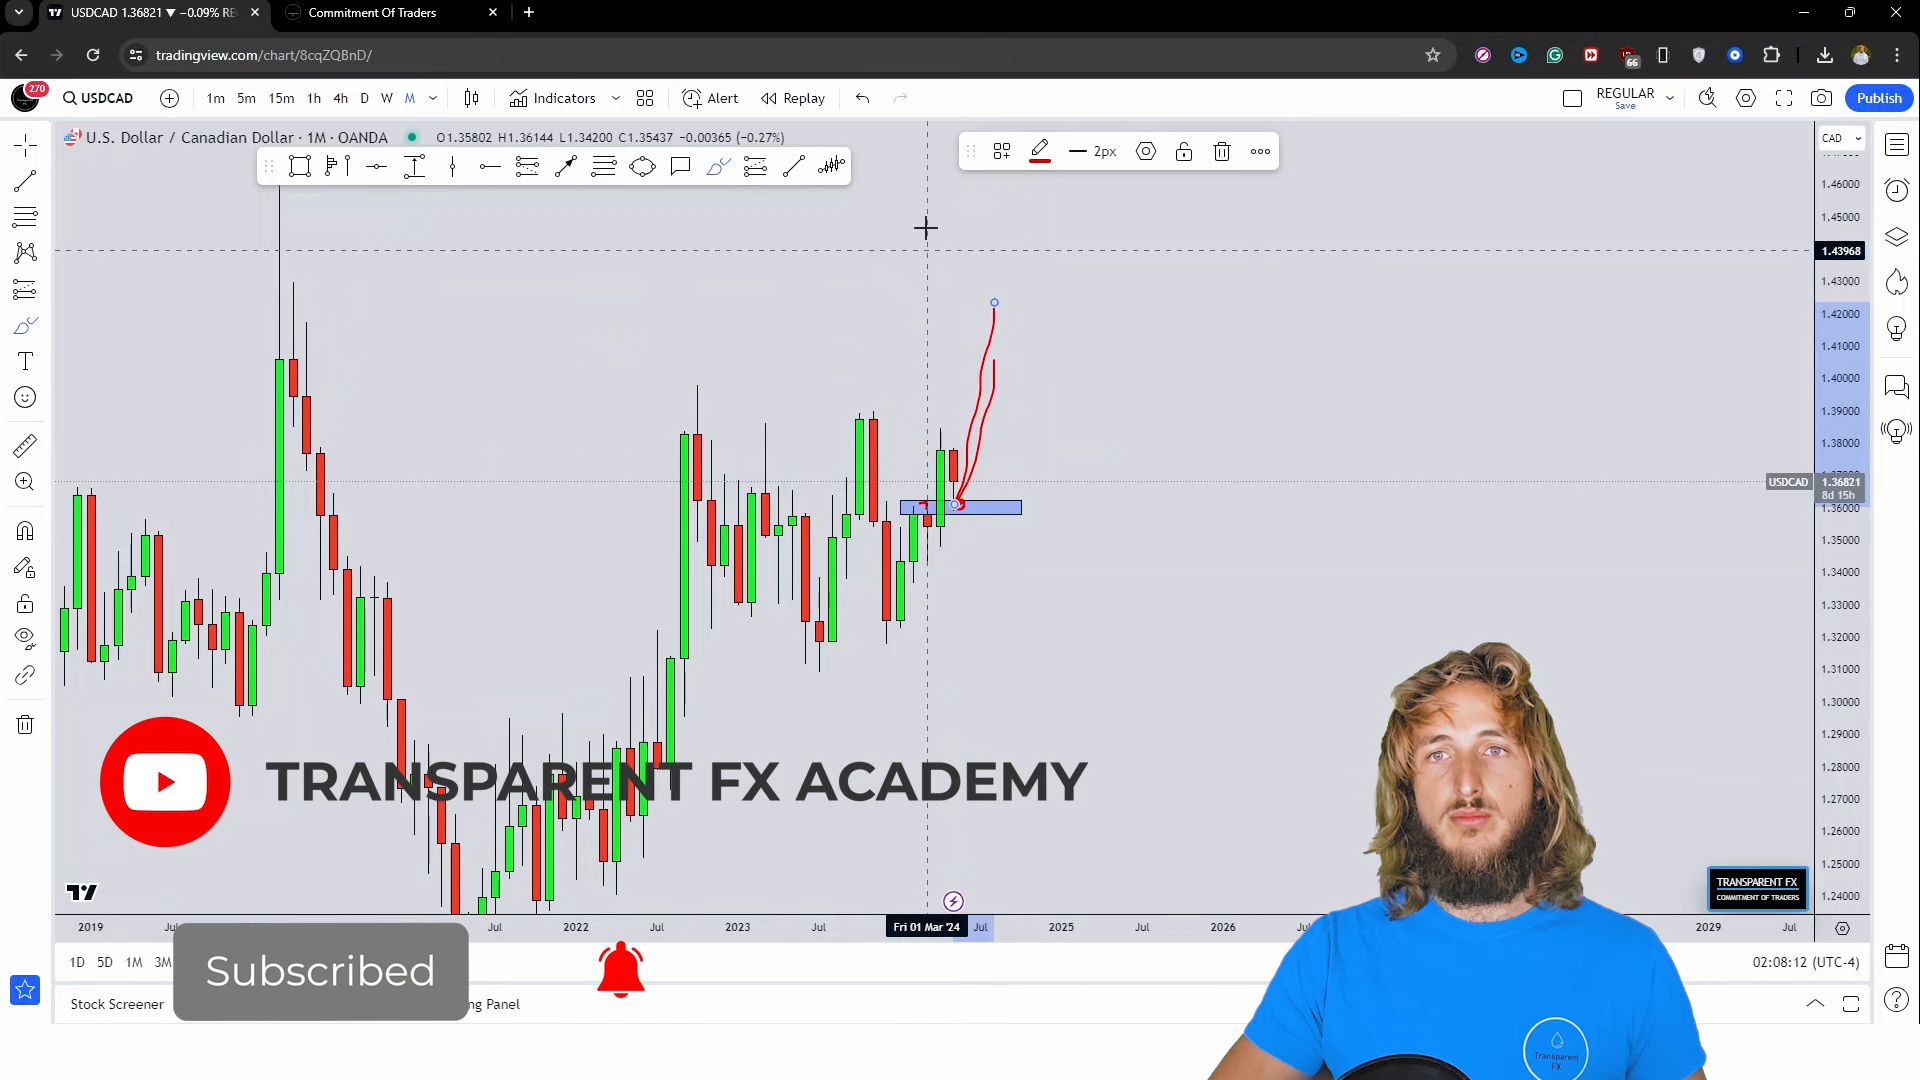 USDCAD 1.36821 ▼ −0.09% RE
Commitment Of Traders
tradingview.com/chart/8cqZQBnD/
66
270
USDCAD
1m 5m 15m 1h 4h D W M
Indicators
Alert
Replay
REGULAR
Save
Publish
U.S. Dollar / Canadian Dollar · 1M · OANDA
O1.35802 H1.36144 L1.34200 C1.35437 −0.00365 (−0.27%)
2px
CAD
1.46000
1.45000
1.43968
1.43000
1.42000
1.41000
1.40000
1.39000
1.38000
USDCAD 1.36821
8d 15h
1.36000
1.35000
1.34000
1.33000
1.32000
1.31000
1.30000
1.29000
1.28000
1.27000
1.26000
1.25000
1.24000
TRANSPARENT FX ACADEMY
TRANSPARENT FX
COMMITMENT OF TRADERS
2019 Jul 2022 Jul 2023 Jul Fri 01 Mar '24 Jul 2025 Jul 2026 2029 Jul
1D 5D 1M 3M
Subscribed
02:08:12 (UTC-4)
Stock Screener
ng Panel
Transparent
FX